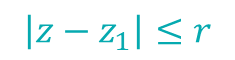 |z − z₁| ≤ r